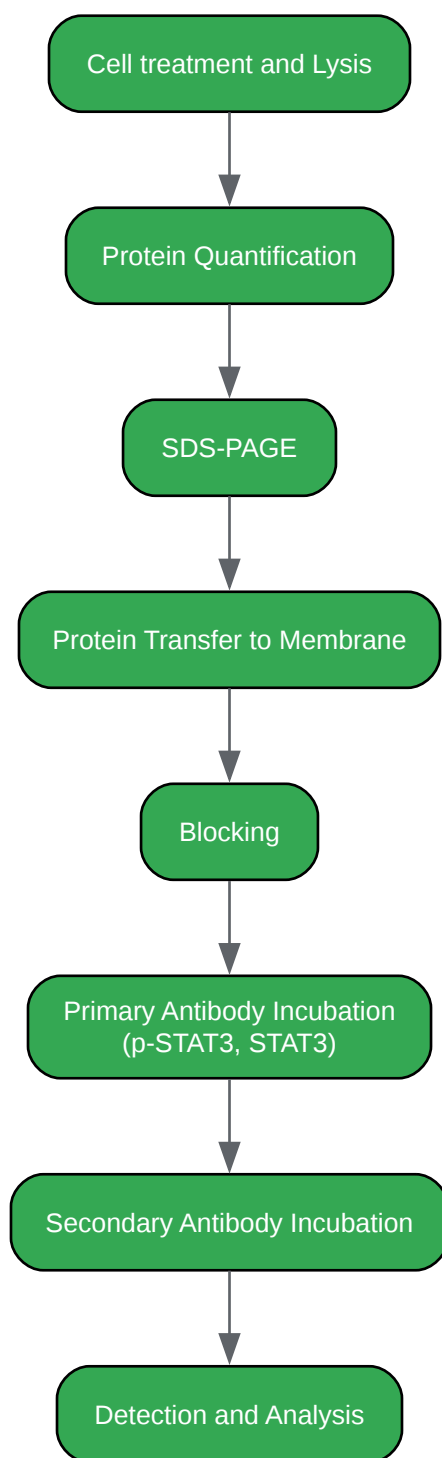 Cell treatment and Lysis
Protein Quantification
SDS-PAGE
Protein Transfer to Membrane
Blocking
Primary Antibody Incubation
(p-STAT3, STAT3)
Secondary Antibody Incubation
Detection and Analysis